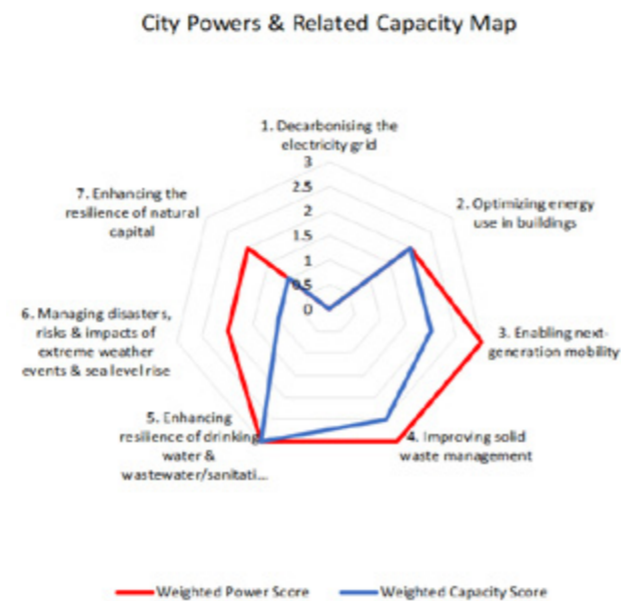 City Powers & Related Capacity Map
1. Decarbonising the
electricity grid
3
2.5
2
1.5
1
0.5
0
2. Optimizing energy
use in buildings
3. Enabling next-
generation mobility
4. Improving solid
waste management
5. Enhancing
resilience of drinking
water &
wastewater/sanitati...
6. Managing disasters,
risks & impacts of
extreme weather
events & sea level rise
7. Enhancing the
resilience of natural
capital
Weighted Power Score
Weighted Capacity Score